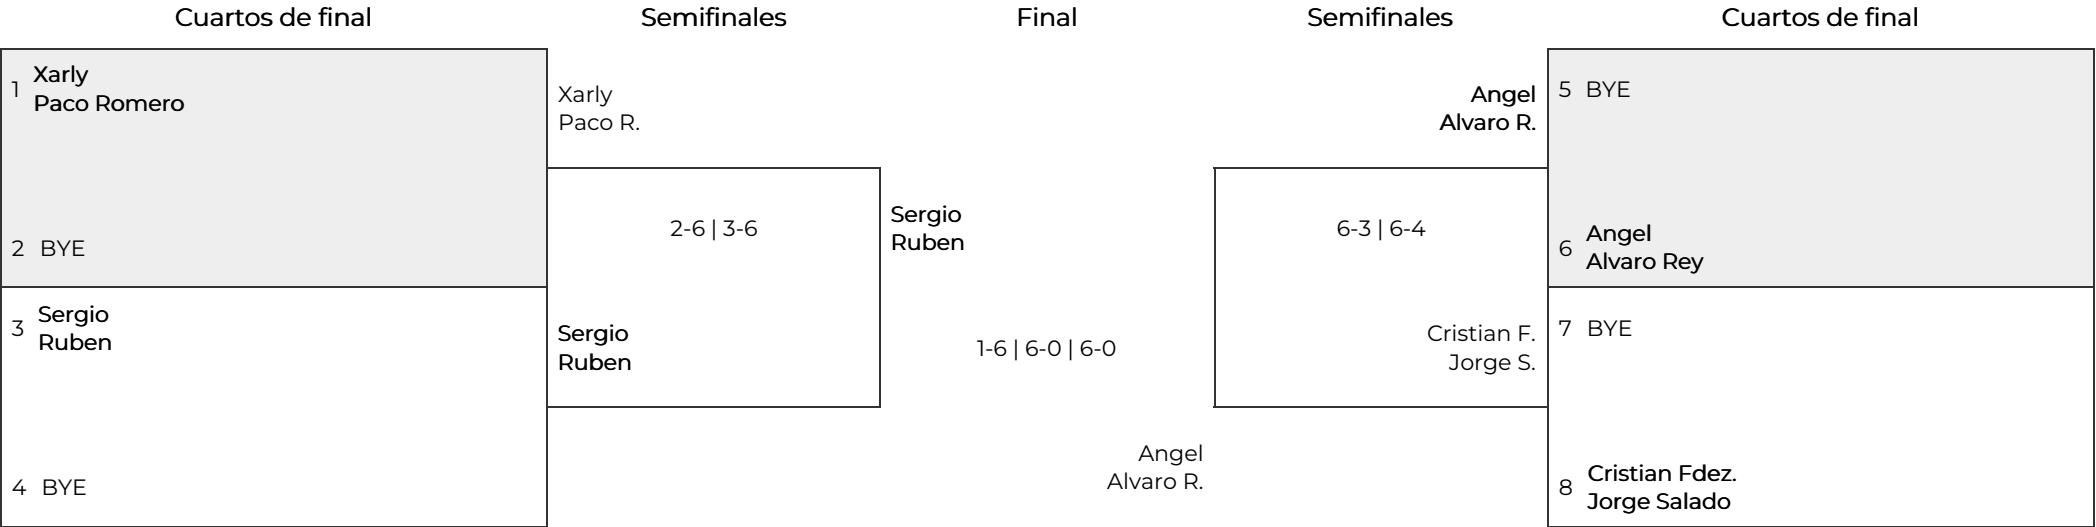 Cuartos de final
Semifinales
Final
Semifinales
Cuartos de final
1
Xarly
Paco Romero
2 BYE
3
Sergio
Ruben
4 BYE
Xarly
Paco R.
2-6 | 3-6
Sergio
Ruben
Sergio
Ruben
1-6 | 6-0 | 6-0
Angel
Alvaro R.
Angel
Alvaro R.
6-3 | 6-4
Cristian F.
Jorge S.
5 BYE
6
Angel
Alvaro Rey
7 BYE
8
Cristian Fdez.
Jorge Salado